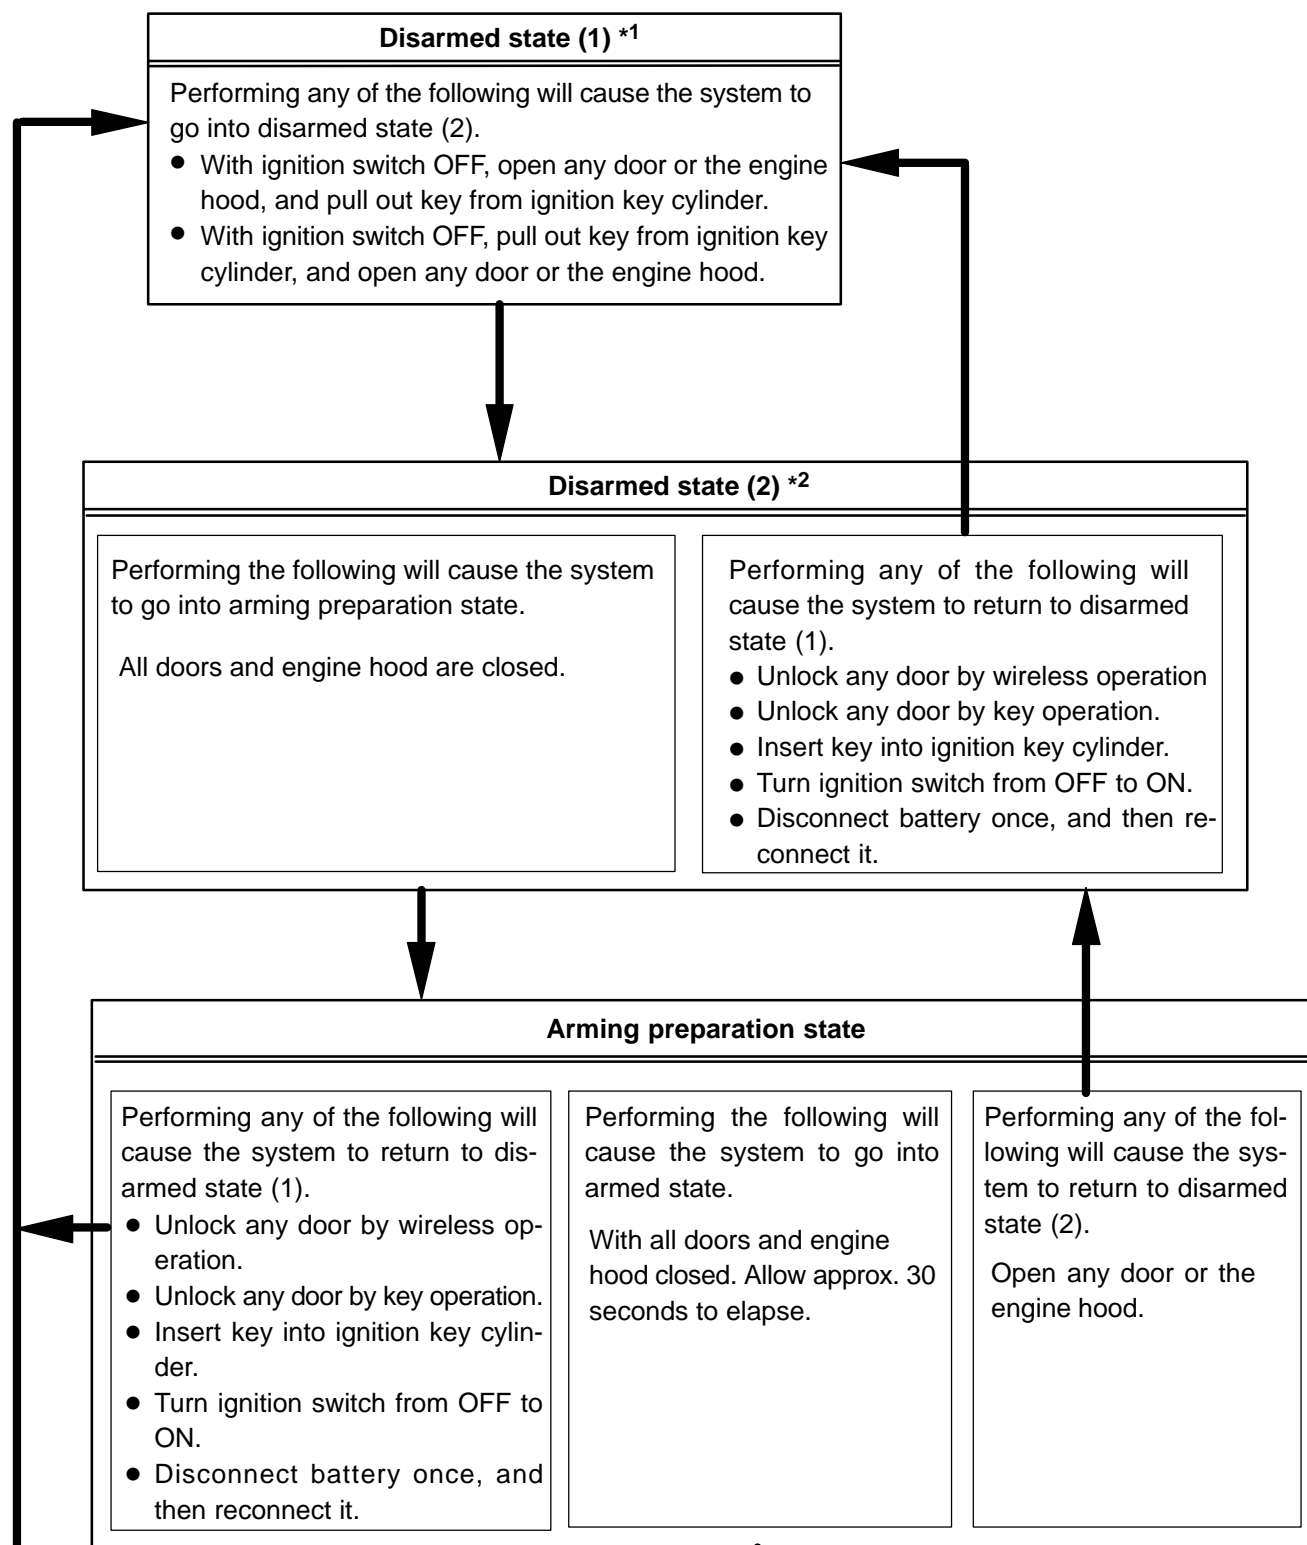 Disarmed state (1) *1
Performing any of the following will cause the system to
go into disarmed state (2).
● With ignition switch OFF, open any door or the engine
hood, and pull out key from ignition key cylinder.
● With ignition switch OFF, pull out key from ignition key
cylinder, and open any door or the engine hood.
Disarmed state (2) *2
Performing the following will cause the system
to go into arming preparation state.
All doors and engine hood are closed.
Performing any of the following will
cause the system to return to disarmed
state (1).
● Unlock any door by wireless operation
● Unlock any door by key operation.
● Insert key into ignition key cylinder.
● Turn ignition switch from OFF to ON.
● Disconnect battery once, and then re-
connect it.
Arming preparation state
Performing any of the following will
cause the system to return to dis-
armed state (1).
● Unlock any door by wireless op-
eration.
● Unlock any door by key operation.
● Insert key into ignition key cylin-
der.
● Turn ignition switch from OFF to
ON.
● Disconnect battery once, and
then reconnect it.
Performing the following will
cause the system to go into
armed state.
With all doors and engine
hood closed. Allow approx. 30
seconds to elapse.
Performing any of the fol-
lowing will cause the sys-
tem to return to disarmed
state (2).
Open any door or the
engine hood.